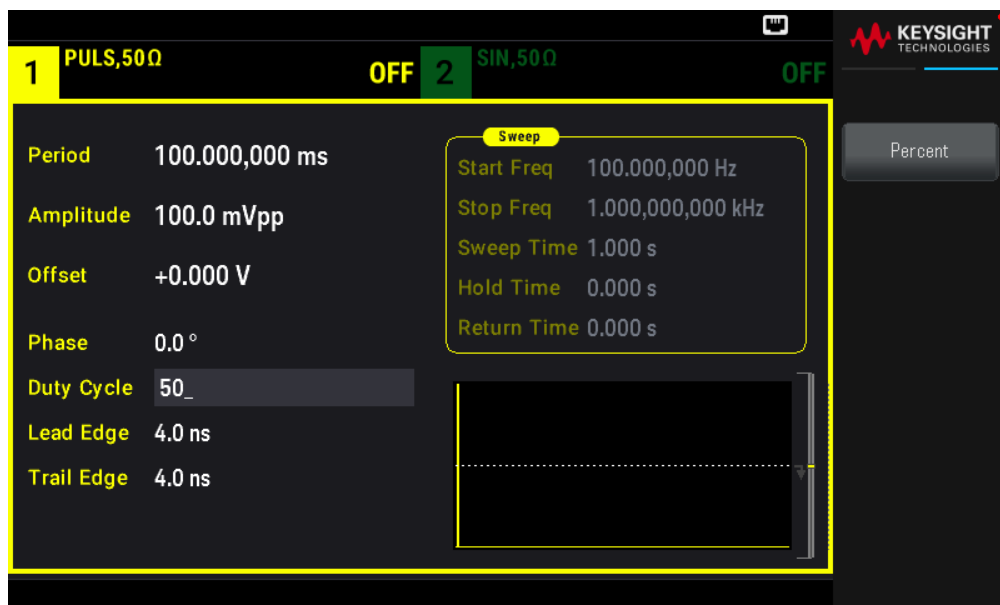 KEYSIGHT
TECHNOLOGIES
1 PULS,50Ω OFF 2 SIN,50Ω OFF
Percent
Period 100.000,000 ms
Amplitude 100.0 mVpp
Offset +0.000 V
Phase 0.0 °
Duty Cycle 50_
Lead Edge 4.0 ns
Trail Edge 4.0 ns
Sweep
Start Freq 100.000,000 Hz
Stop Freq 1.000,000,000 kHz
Sweep Time 1.000 s
Hold Time 0.000 s
Return Time 0.000 s